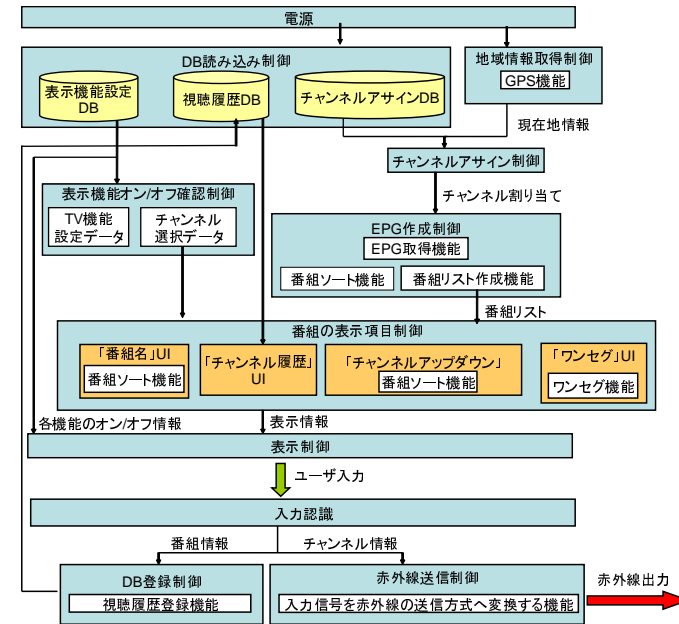 電源
DB読み込み制御
表示機能設定
DB
視聴履歴DB
チャンネルアサインDB
地域情報取得制御
GPS機能
現在地情報
チャンネルアサイン制御
チャンネル割り当て
表示機能オン/オフ確認制御
TV機能
設定データ
チャンネル
選択データ
EPG作成制御
EPG取得機能
番組ソート機能
番組リスト作成機能
番組リスト
番組の表示項目制御
「番組名」UI
番組ソート機能
「チャンネル履歴」
UI
「チャンネルアップダウン」
番組ソート機能
「ワンセグ」UI
ワンセグ機能
各機能のオン/オフ情報
表示情報
表示制御
ユーザ入力
入力認識
番組情報
チャンネル情報
DB登録制御
視聴履歴登録機能
赤外線送信制御
入力信号を赤外線の送信方式へ変換する機能
赤外線出力